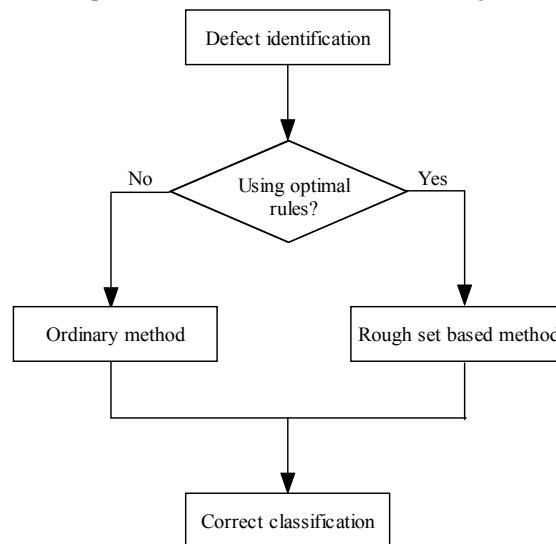 Defect identification
No
Using optimal
rules?
Yes
Ordinary method
Rough set based method
Correct classification